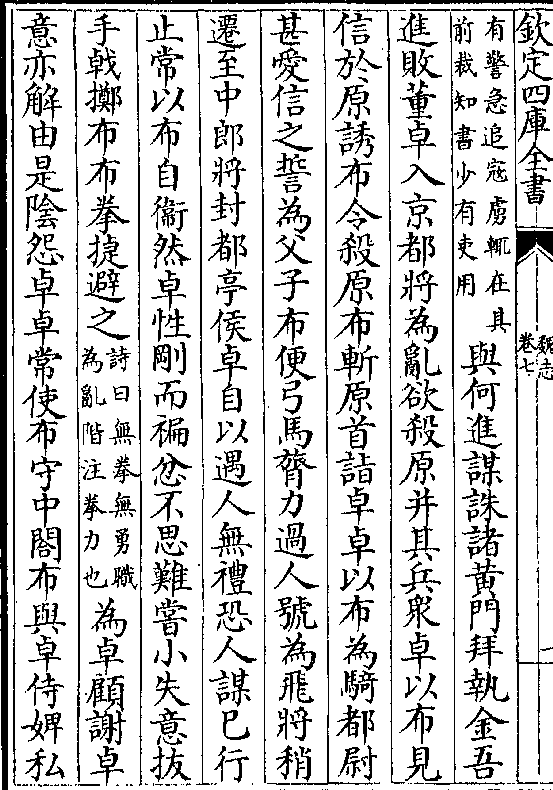 欽定四庫全書
魏志
卷七
有警急追寇虜輒在其
前裁知書少有吏用
與何進謀誅諸黃門拜執金吾
進敗董卓入京都將為亂欲殺原并其兵衆卓以布見
信於原誘布令殺原布斬原首詣卓卓以布為騎都尉
甚愛信之誓為父子布便弓馬膂力過人號為飛將稍
遷至中郎將封都亭侯卓自以遇人無禮恐人謀已行
止常以布自衞然卓性剛而褊忿不思難嘗小失意拔
手戟擲布布拳捷避之
詩曰無拳無勇職
為亂階注拳力也
為卓顧謝卓
意亦解由是陰怨卓卓常使布守中閤布與卓侍婢私